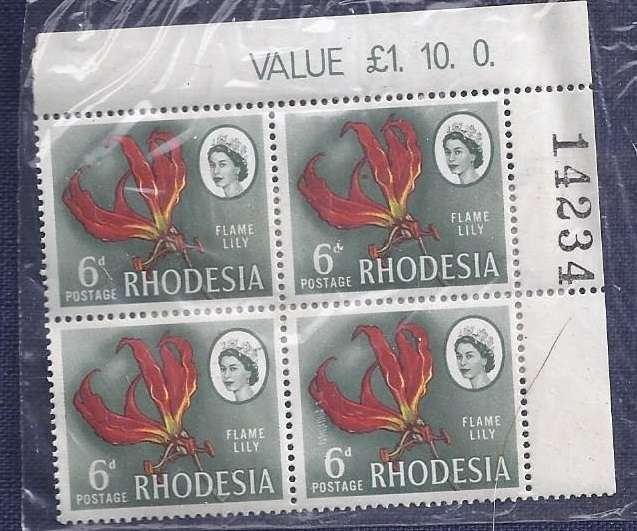 VALUE £1. 10. 0.
14234
FLAME
LILY
6d
POSTAGE RHODESIA
FLAME
LILY
6d
POSTAGE RHODESIA
FLAME
LILY
6d
POSTAGE RHODESIA
FLAME
LILY
6d
POSTAGE RHODESIA